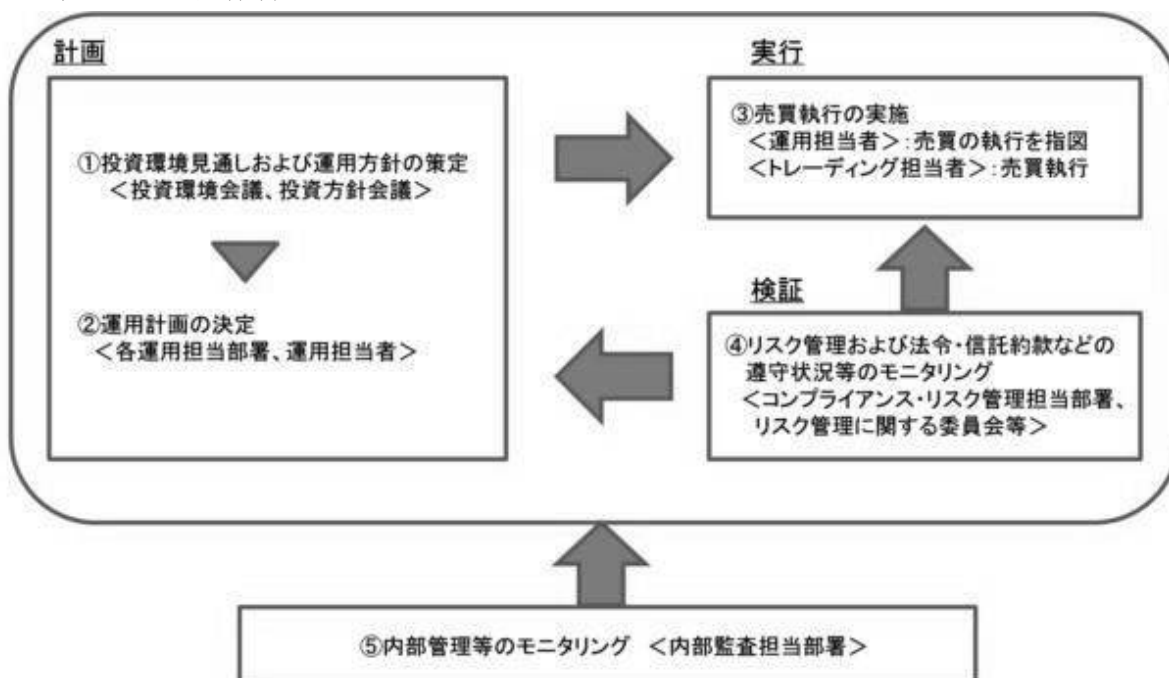 計画
①投資環境見通しおよび運用方針の策定
＜投資環境会議、投資方針会議＞
②運用計画の決定
＜各運用担当部署、運用担当者＞
実行
③売買執行の実施
＜運用担当者＞：売買の執行を指図
＜トレーディング担当者＞：売買執行
検証
④リスク管理および法令・信託約款などの
遵守状況等のモニタリング
＜コンプライアンス・リスク管理担当部署、
リスク管理に関する委員会等＞
⑤内部管理等のモニタリング ＜内部監査担当部署＞